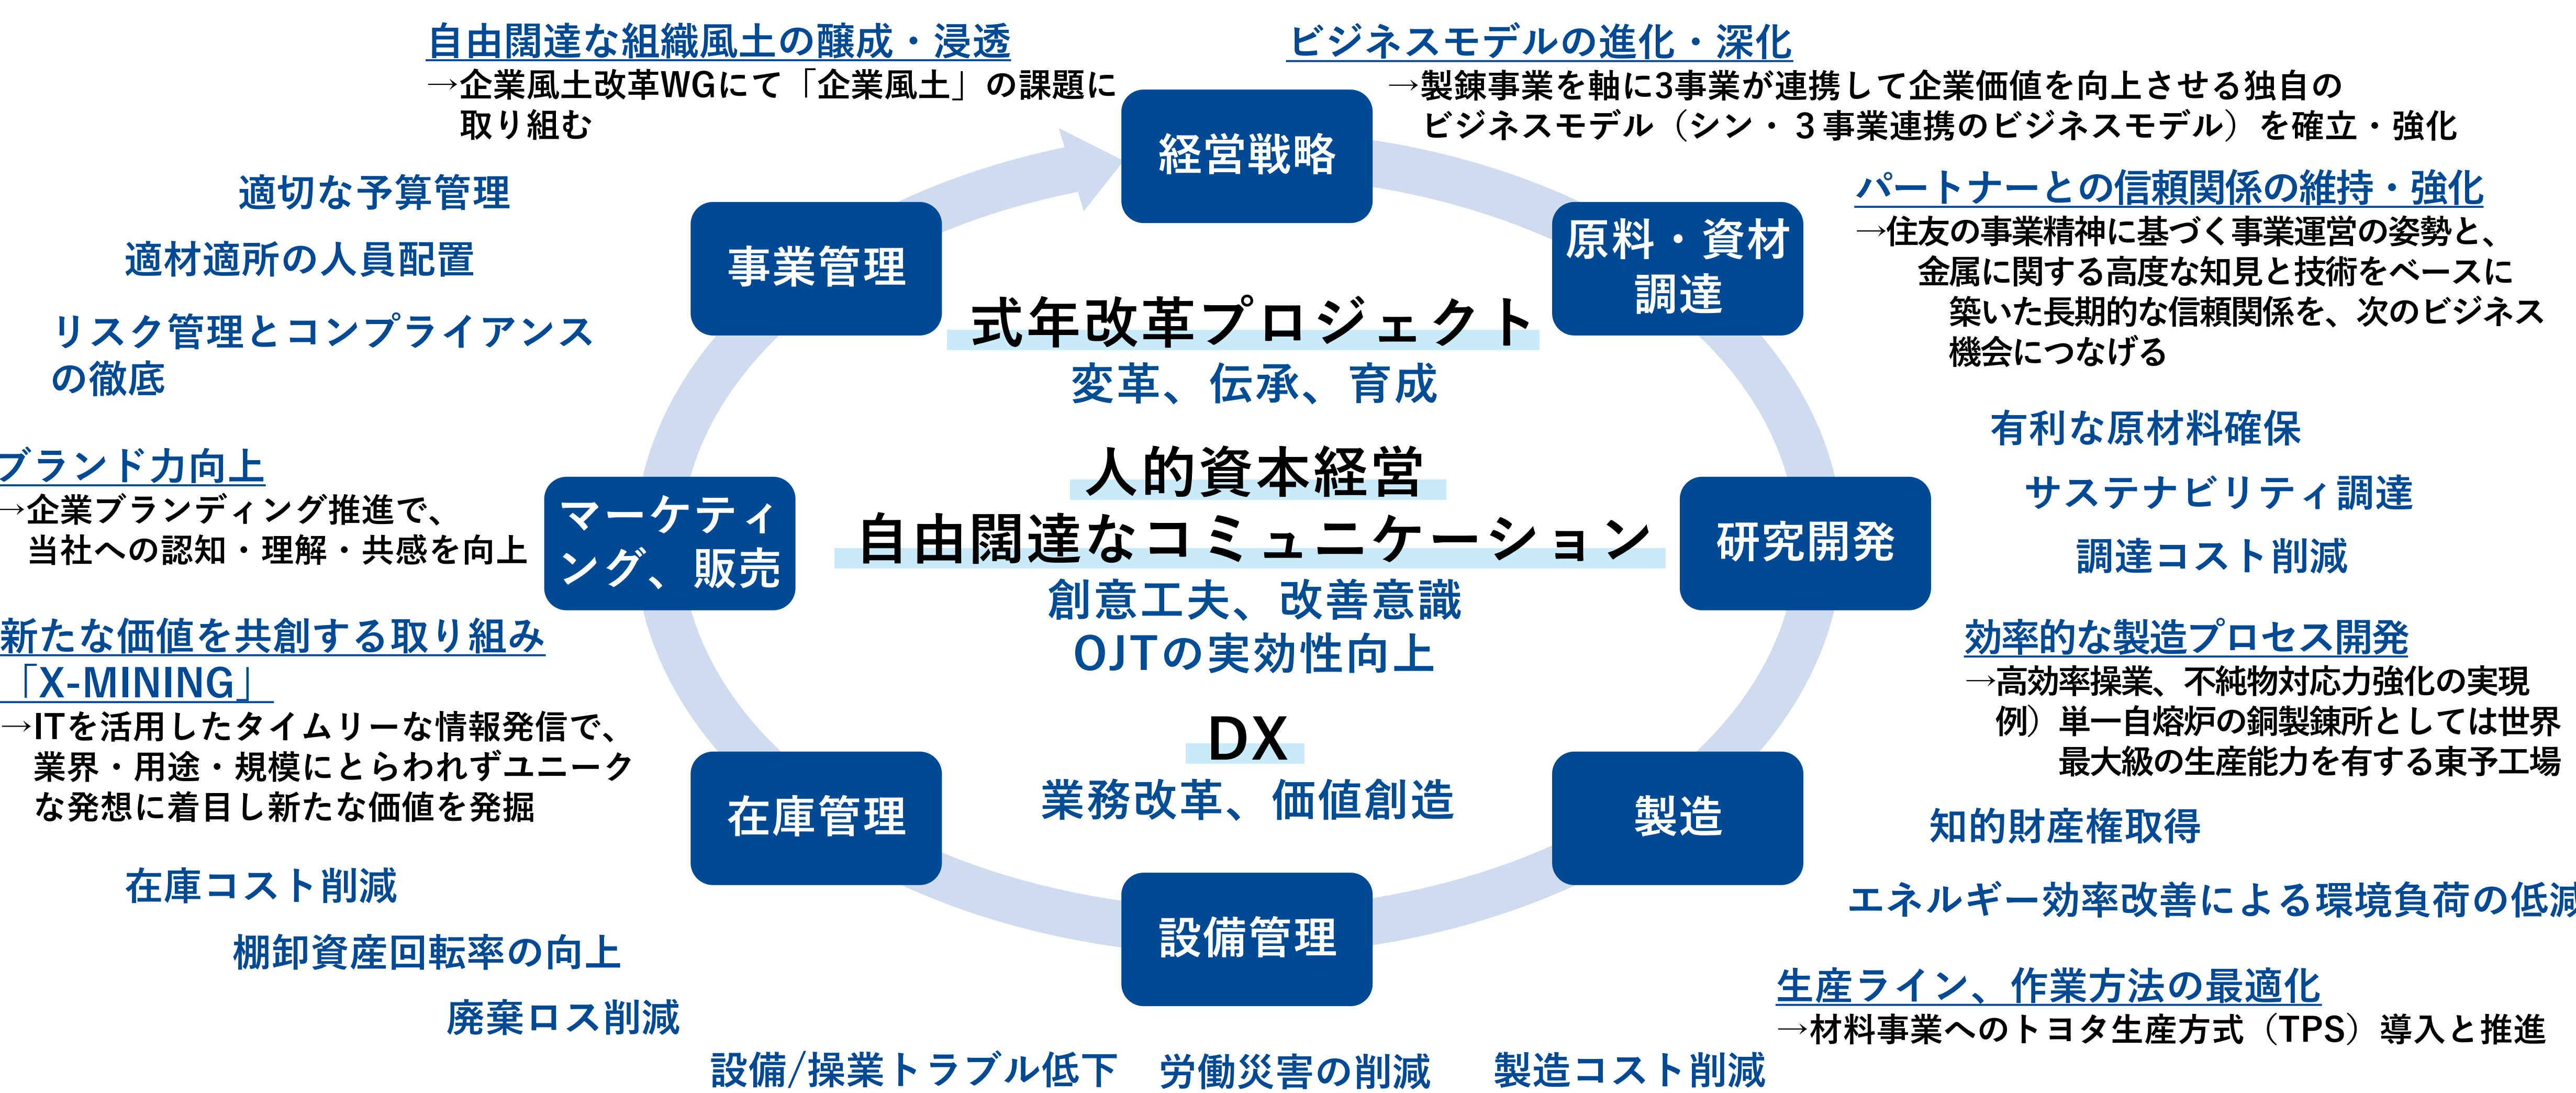 自由闊達な組織風土の醸成・浸透
→企業風土改革WGにて「企業風土」の課題に
取り組む
ビジネスモデルの進化・深化
→製錬事業を軸に3事業が連携して企業価値を向上させる独自の
ビジネスモデル（シン・３事業連携のビジネスモデル）を確立・強化
経営戦略
パートナーとの信頼関係の維持・強化
→住友の事業精神に基づく事業運営の姿勢と、
金属に関する高度な知見と技術をベースに
築いた長期的な信頼関係を、次のビジネス
機会につなげる
原料・資材
調達
有利な原材料確保
サステナビリティ調達
調達コスト削減
研究開発
効率的な製造プロセス開発
→高効率操業、不純物対応力強化の実現
例）単一自熔炉の銅製錬所としては世界
最大級の生産能力を有する東予工場
知的財産権取得
エネルギー効率改善による環境負荷の低減
製造
生産ライン、作業方法の最適化
→材料事業へのトヨタ生産方式（TPS）導入と推進
製造コスト削減
設備管理
労働災害の削減
設備/操業トラブル低下
在庫管理
在庫コスト削減
棚卸資産回転率の向上
廃棄ロス削減
マーケティ
ング、販売
ブランド力向上
→企業ブランディング推進で、
当社への認知・理解・共感を向上
新たな価値を共創する取り組み
「X-MINING」
→ITを活用したタイムリーな情報発信で、
業界・用途・規模にとらわれずユニーク
な発想に着目し新たな価値を発掘
事業管理
適切な予算管理
適材適所の人員配置
リスク管理とコンプライアンス
の徹底
式年改革プロジェクト
変革、伝承、育成
人的資本経営
自由闊達なコミュニケーション
創意工夫、改善意識
OJTの実効性向上
DX
業務改革、価値創造